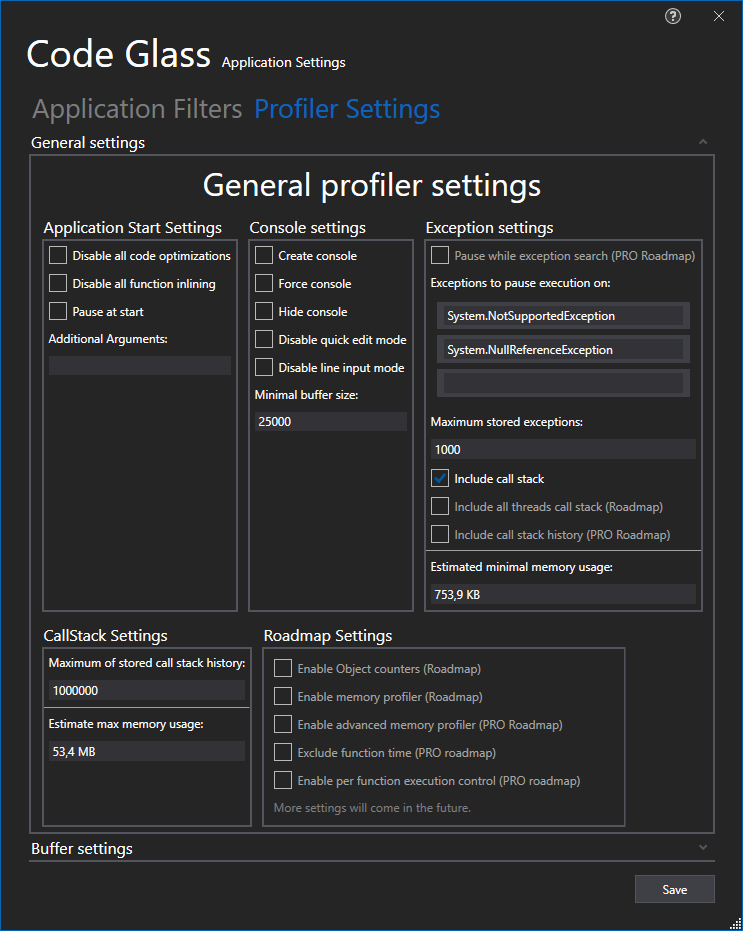 Code Glass Application Settings
Application Filters Profiler Settings
General settings
General profiler settings
Application Start Settings
Disable all code optimizations
Disable all function inlining
Pause at start
Additional Arguments:
Console settings
Create console
Force console
Hide console
Disable quick edit mode
Disable line input mode
Minimal buffer size:
25000
Exception settings
Pause while exception search (PRO Roadmap)
Exceptions to pause execution on:
System.NotSupportedException
System.NullReferenceException
Maximum stored exceptions:
1000
Include call stack
Include all threads call stack (Roadmap)
Include call stack history (PRO Roadmap)
Estimated minimal memory usage:
753,9 KB
CallStack Settings
Maximum of stored call stack history:
1000000
Estimate max memory usage:
53,4 MB
Roadmap Settings
Enable Object counters (Roadmap)
Enable memory profiler (Roadmap)
Enable advanced memory profiler (PRO Roadmap)
Exclude function time (PRO roadmap)
Enable per function execution control (PRO roadmap)
More settings will come in the future.
Buffer settings
Save